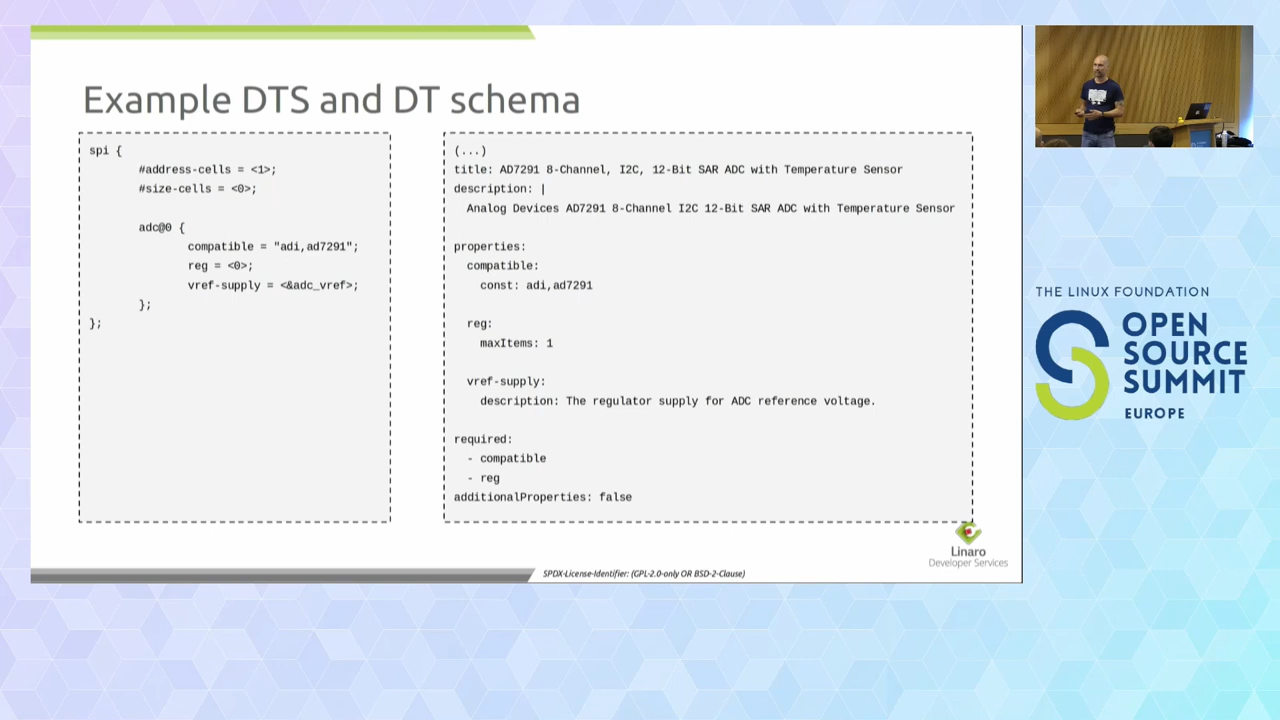 Example DTS and DT schema
spi {
#address-cells = <1>;
#size-cells = <0>;
adc@0 {
compatible = "adi,ad7291";
reg = <0>;
vref-supply = <&adc_vref>;
};
};
(...)
title: AD7291 8-Channel, I2C, 12-Bit SAR ADC with Temperature Sensor
description: |
Analog Devices AD7291 8-Channel I2C 12-Bit SAR ADC with Temperature Sensor
properties:
compatible:
const: adi,ad7291
reg:
maxItems: 1
vref-supply:
description: The regulator supply for ADC reference voltage.
required:
- compatible
- reg
additionalProperties: false
Linaro
Developer Services
SPDX-License-Identifier: (GPL-2.0-only OR BSD-2-Clause)
THE LINUX FOUNDATION
OPEN
SOURCE
SUMMIT
EUROPE